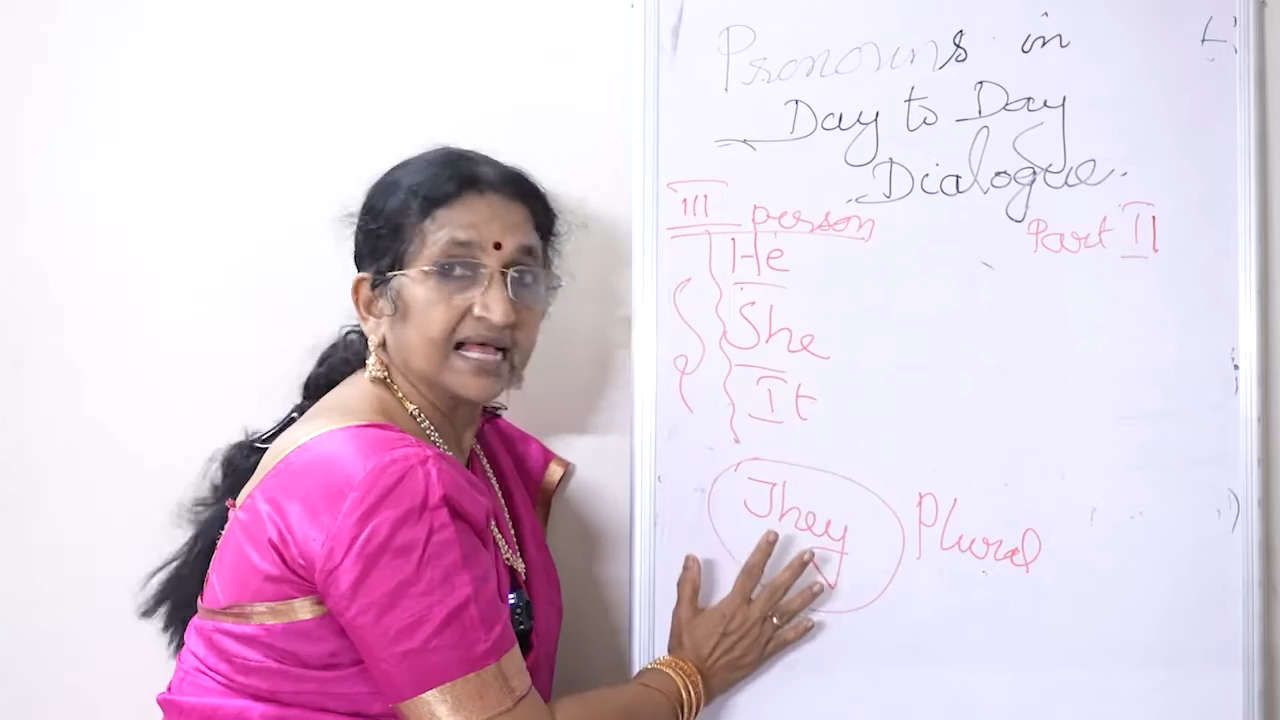 Pronouns in
Day to Day
Dialogue.
III person
Part II
He
She
It
They
Plural